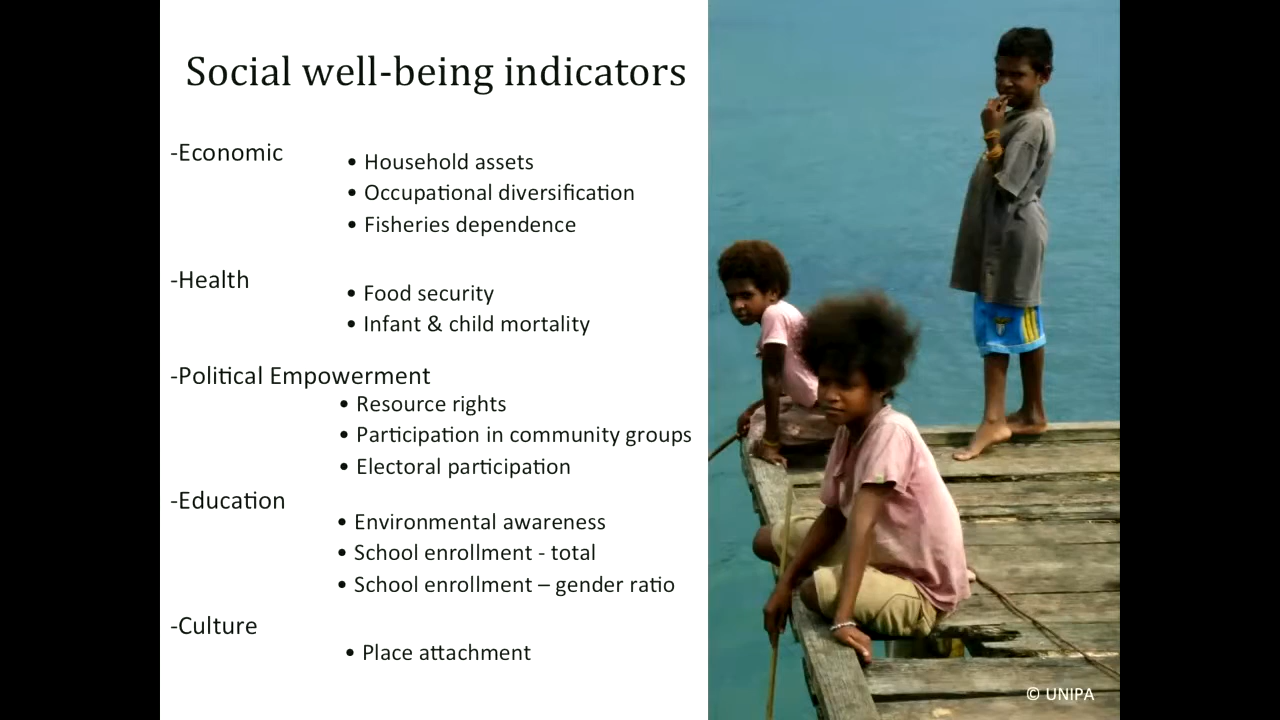 Social well-being indicators
-Economic
• Household assets
• Occupational diversification
• Fisheries dependence
-Health
• Food security
• Infant & child mortality
-Political Empowerment
• Resource rights
• Participation in community groups
• Electoral participation
-Education
• Environmental awareness
• School enrollment - total
• School enrollment – gender ratio
-Culture
• Place attachment
© UNIPA